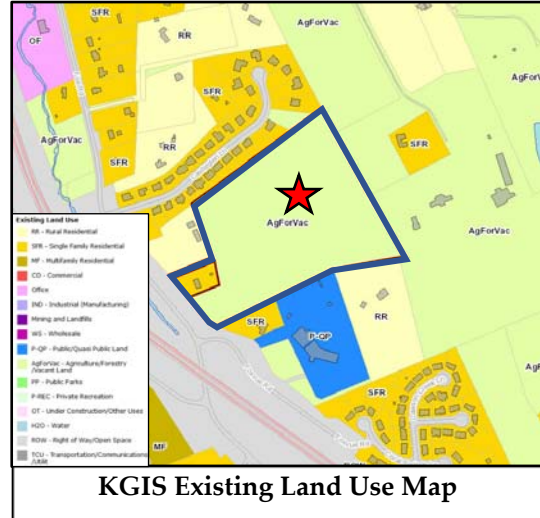 OF
SFR
RR
AgForVac
AgForVac
SFR
AgForVac
RR
SFR
AgForVac
SFR
P-QP
RR
SFR
MF
Existing Land Use
RR - Rural Residential
SFR - Single Family Residential
MF - Multifamily Residential
CO - Commercial
Office
IND - Industrial (Manufacturing)
Mining and Landfills
WS - Wholesale
P-QP - Public/Quasi Public Land
AgForVac - Agriculture/Forestry
/Vacant Land
PP - Public Parks
P-REC - Private Recreation
OT - Under Construction/Other Uses
H2O - Water
ROW - Right of Way/Open Space
TCU - Transportation/Communications
/Utilit
KGIS Existing Land Use Map